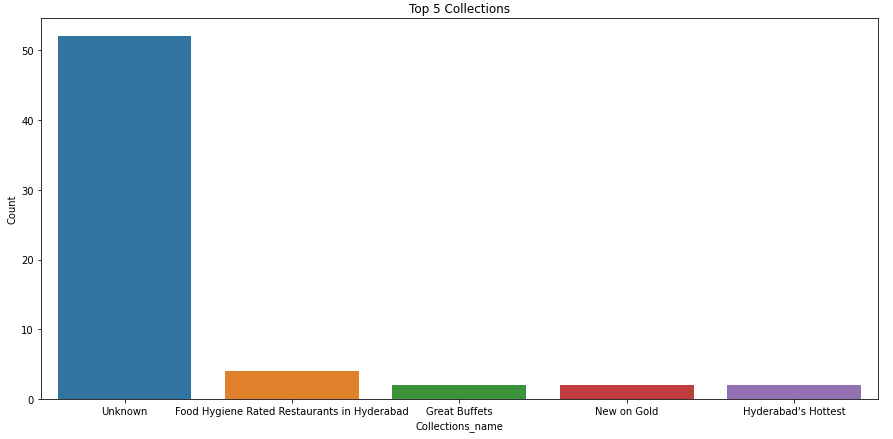 Top 5 Collections
50
40
30
20
10
0
Count
Unknown
Food Hygiene Rated Restaurants in Hyderabad
Great Buffets
New on Gold
Hyderabad's Hottest
Collections_name